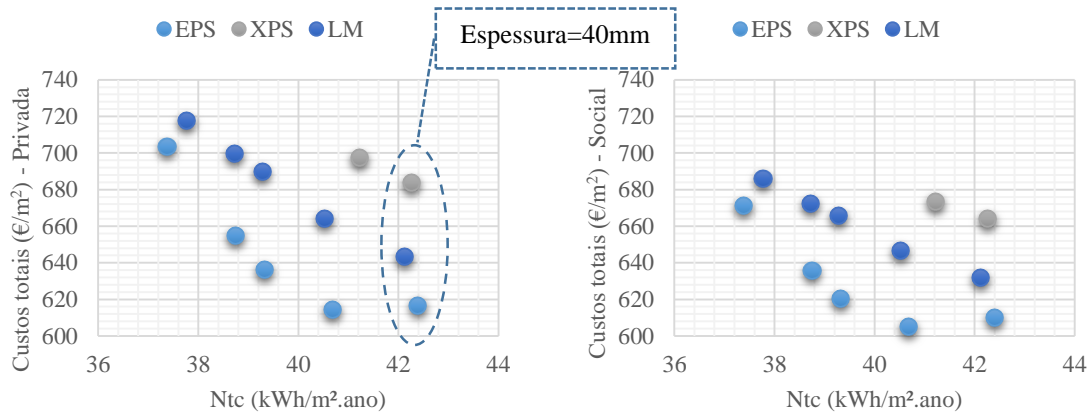 EPS XPS LM
Espessura=40mm
EPS XPS LM
Custos totais (€/m²) - Privada
740
720
700
680
660
640
620
600
36 38 40 42 44
Ntc (kWh/m².ano)
Custos totais (€/m²) - Social
740
720
700
680
660
640
620
600
36 38 40 42 44
Ntc (kWh/m².ano)